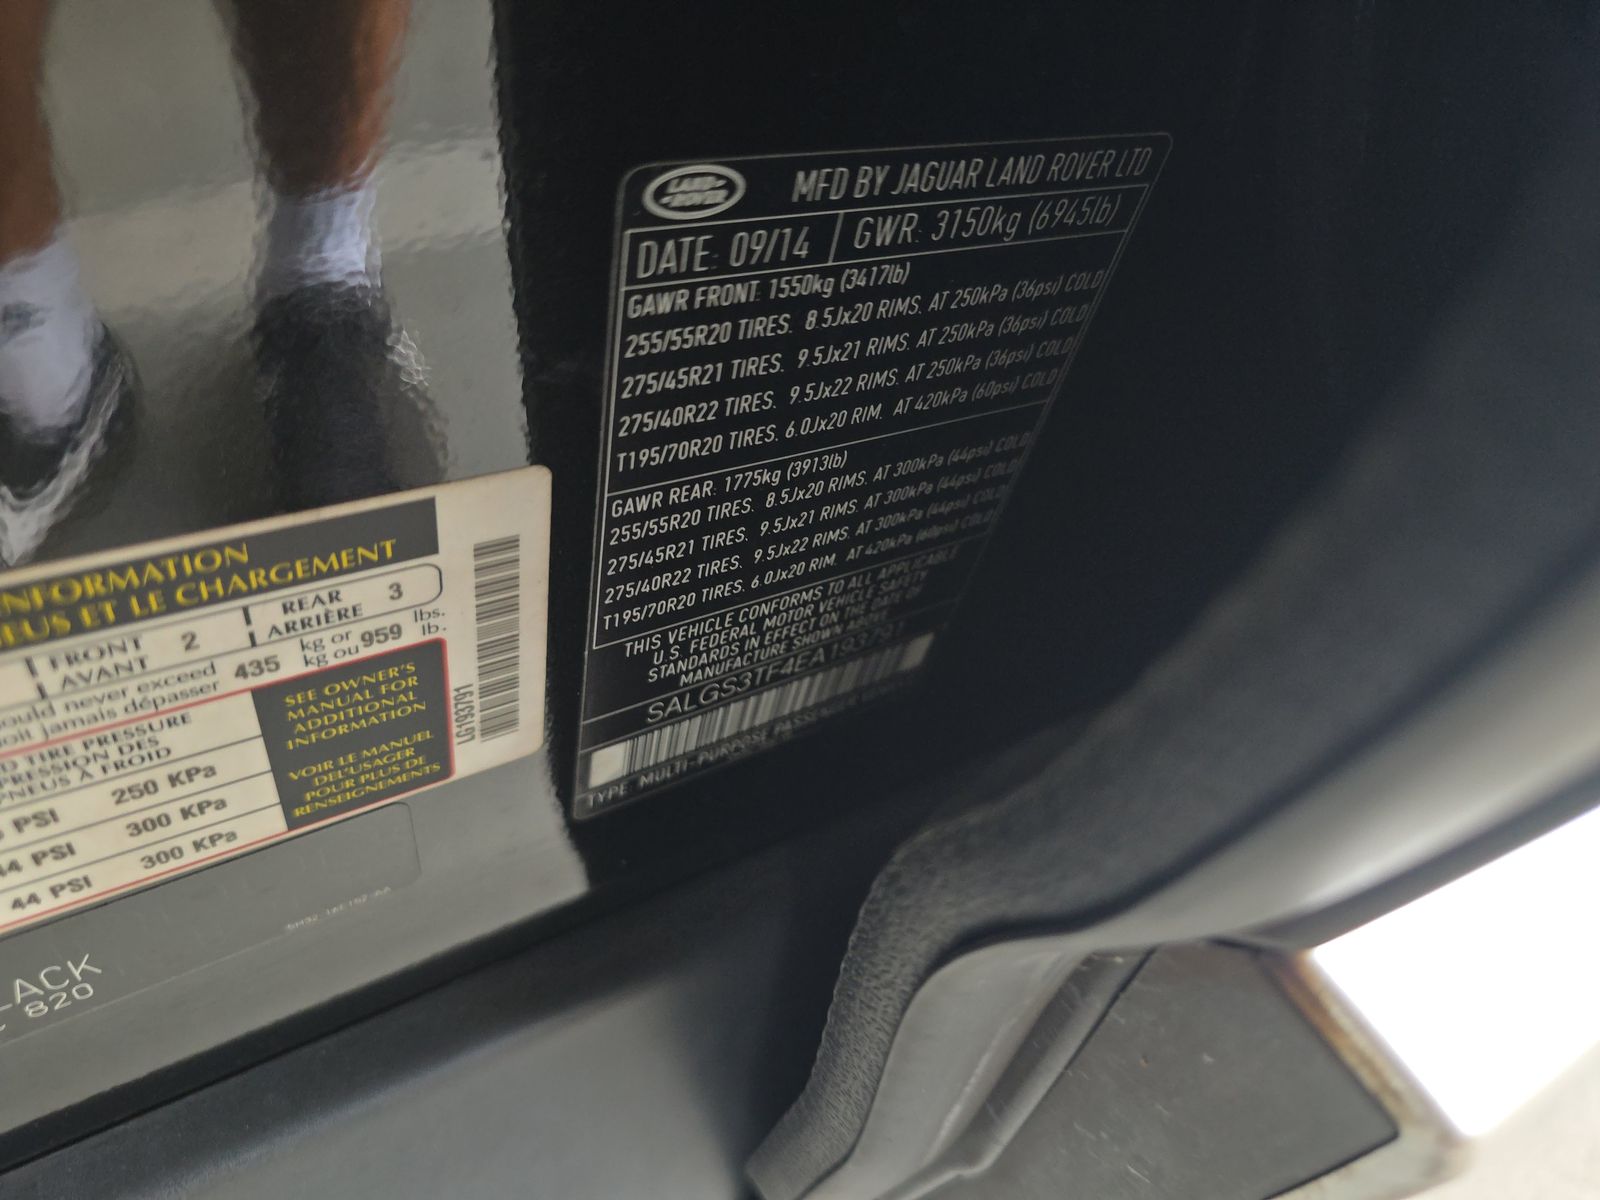 LAND-
-ROVER
MFD BY JAGUAR LAND ROVER LTD
DATE: 09/14
GWR: 3150kg (6945lb)
GAWR FRONT: 1550kg (3417lb)
255/55R20 TIRES. 8.5Jx20 RIMS. AT 250kPa (36psi) COLD
275/45R21 TIRES. 9.5Jx21 RIMS. AT 250kPa (36psi) COLD
275/40R22 TIRES. 9.5Jx22 RIMS. AT 250kPa (36psi) COLD
T195/70R20 TIRES. 6.0Jx20 RIM. AT 420kPa (60psi) COLD
GAWR REAR: 1775kg (3913lb)
255/55R20 TIRES. 8.5Jx20 RIMS. AT 300kPa (44psi) COLD
275/45R21 TIRES. 9.5Jx21 RIMS. AT 300kPa (44psi) COLD
275/40R22 TIRES. 9.5Jx22 RIMS. AT 300kPa (44psi) COLD
T195/70R20 TIRES. 6.0Jx20 RIM. AT 420kPa (60psi) COLD
THIS VEHICLE CONFORMS TO ALL APPLICABLE
U.S. FEDERAL MOTOR VEHICLE SAFETY
STANDARDS IN EFFECT ON THE DATE OF
MANUFACTURE SHOWN ABOVE
SALGS3TF4EA193791
TYPE: MULTI-PURPOSE PASSENGER
INFORMATION
ET LE CHARGEMENT
FRONT
AVANT
2
REAR
ARRIÈRE
3
never exceed
jamais dépasser
435
kg or
kg ou
959
lbs.
lb.
TIRE PRESSURE
DES
PNEUS À FROID
PSI 250 KPa
44 PSI 300 KPa
44 PSI 300 KPa
SEE OWNER'S
MANUAL FOR
ADDITIONAL
INFORMATION
VOIR LE MANUEL
DEL'USAGER
POUR PLUS DE
RENSEIGNEMENTS
LG193791
820